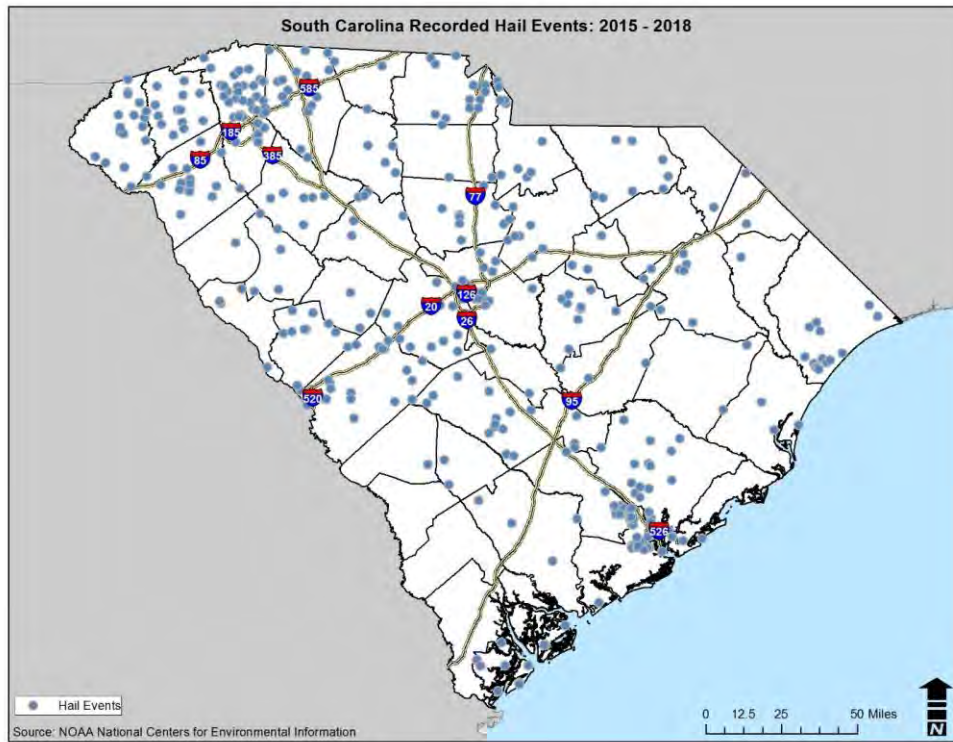 South Carolina Recorded Hail Events: 2015 - 2018
585
185
85
385
77
126
20
26
520
95
526
Hail Events
0 12.5 25 50 Miles
N
Source: NOAA National Centers for Environmental Information